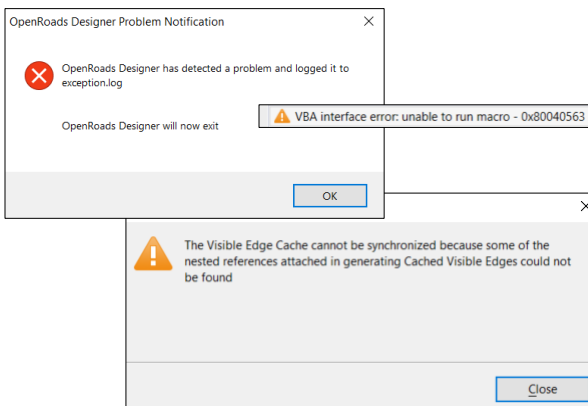 OpenRoads Designer Problem Notification
OpenRoads Designer has detected a problem and logged it to
exception.log
OpenRoads Designer will now exit
VBA interface error: unable to run macro - 0x80040563
OK
The Visible Edge Cache cannot be synchronized because some of the
nested references attached in generating Cached Visible Edges could not
be found
Close